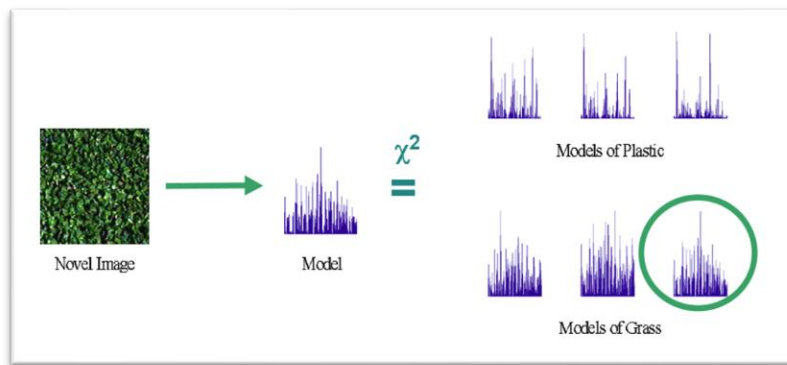 χ²
=
Models of Plastic
Novel Image
Model
Models of Grass